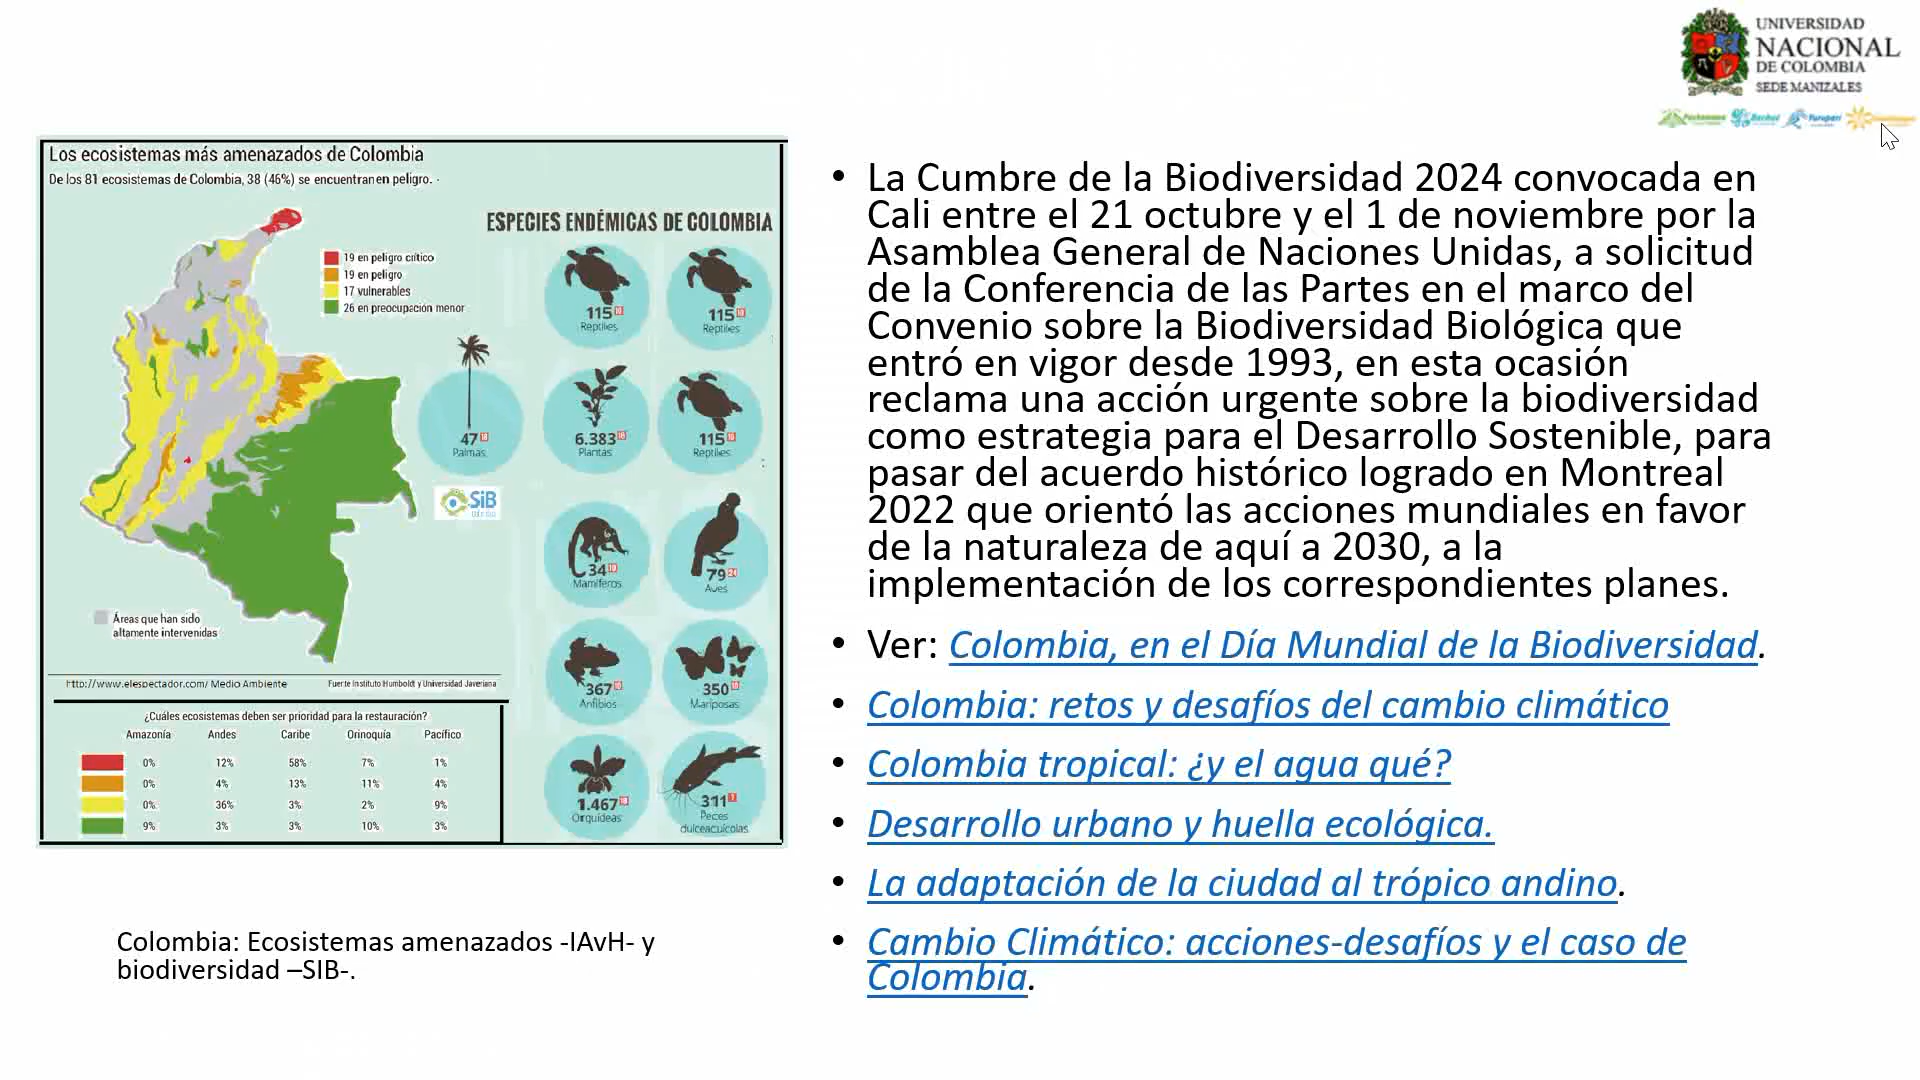 UNIVERSIDAD
NACIONAL
DE COLOMBIA
SEDE MANIZALES
Los ecosistemas más amenazados de Colombia
De los 81 ecosistemas de Colombia, 38 (46%) se encuentran en peligro.
ESPECIES ENDÉMICAS DE COLOMBIA
19 en peligro crítico
19 en peligro
17 vulnerables
26 en preocupación menor
115
Reptiles
115
Reptiles
47
Palmas
6.383
Plantas
115
Reptiles
SiB
34
Mamíferos
79
Aves
Áreas que han sido
altamente intervenidas
367
Anfibios
350
Mariposas
http://www.elespectador.com/ Medio Ambiente
Fuente Instituto Humboldt y Universidad Javeriana
¿Cuáles ecosistemas deben ser prioridad para la restauración?
Amazonía Andes Caribe Orinoquía Pacífico
0% 12% 58% 7% 1%
0% 4% 13% 11% 4%
0% 36% 3% 2% 9%
9% 3% 3% 10% 3%
1.467
Orquídeas
311
Peces
dulceacuícolas
Colombia: Ecosistemas amenazados -IAvH- y
biodiversidad –SIB-.
• La Cumbre de la Biodiversidad 2024 convocada en
Cali entre el 21 octubre y el 1 de noviembre por la
Asamblea General de Naciones Unidas, a solicitud
de la Conferencia de las Partes en el marco del
Convenio sobre la Biodiversidad Biológica que
entró en vigor desde 1993, en esta ocasión
reclama una acción urgente sobre la biodiversidad
como estrategia para el Desarrollo Sostenible, para
pasar del acuerdo histórico logrado en Montreal
2022 que orientó las acciones mundiales en favor
de la naturaleza de aquí a 2030, a la
implementación de los correspondientes planes.
• Ver: Colombia, en el Día Mundial de la Biodiversidad.
• Colombia: retos y desafíos del cambio climático
• Colombia tropical: ¿y el agua qué?
• Desarrollo urbano y huella ecológica.
• La adaptación de la ciudad al trópico andino.
• Cambio Climático: acciones-desafíos y el caso de
Colombia.